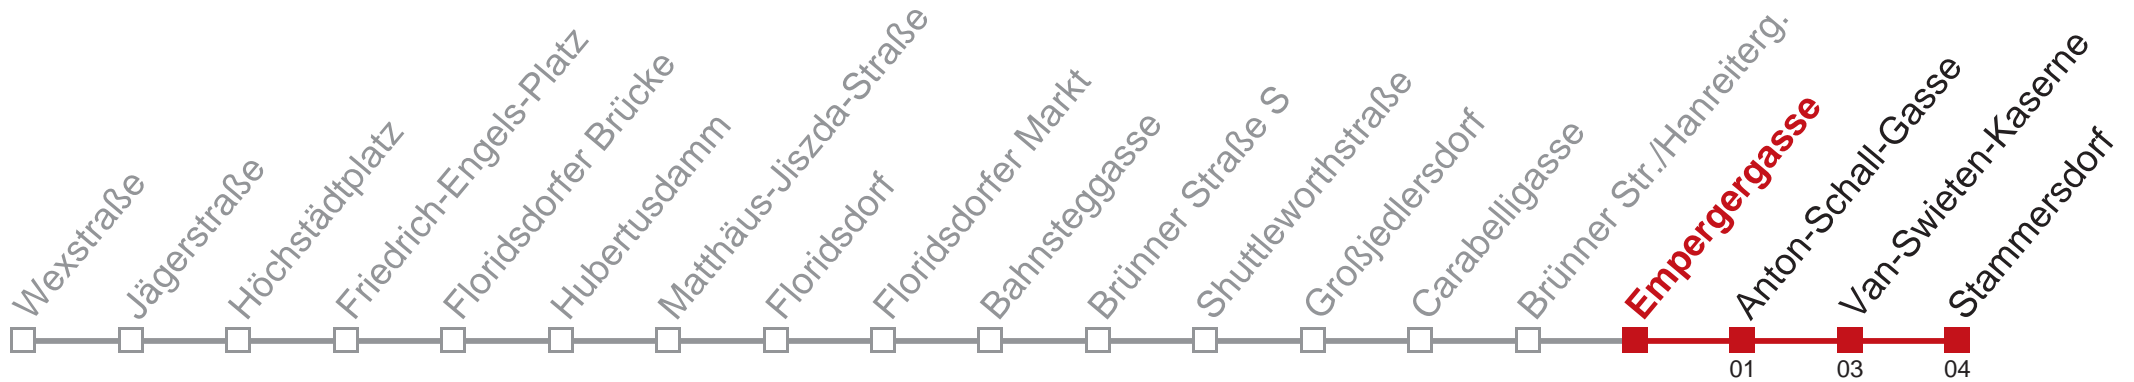 Wexstraße
Jägerstraße
Höchstädtplatz
Friedrich-Engels-Platz
Floridsdorfer Brücke
Hubertusdamm
Matthäus-Jiszda-Straße
Floridsdorf
Floridsdorfer Markt
Bahnsteggasse
Brünner Straße S
Shuttleworthstraße
Großjedlersdorf
Carabelligasse
Brünner Str./Hanreiterg.
Empergergasse
Anton-Schall-Gasse
Van-Swieten-Kaserne
Stammersdorf
01 03 04